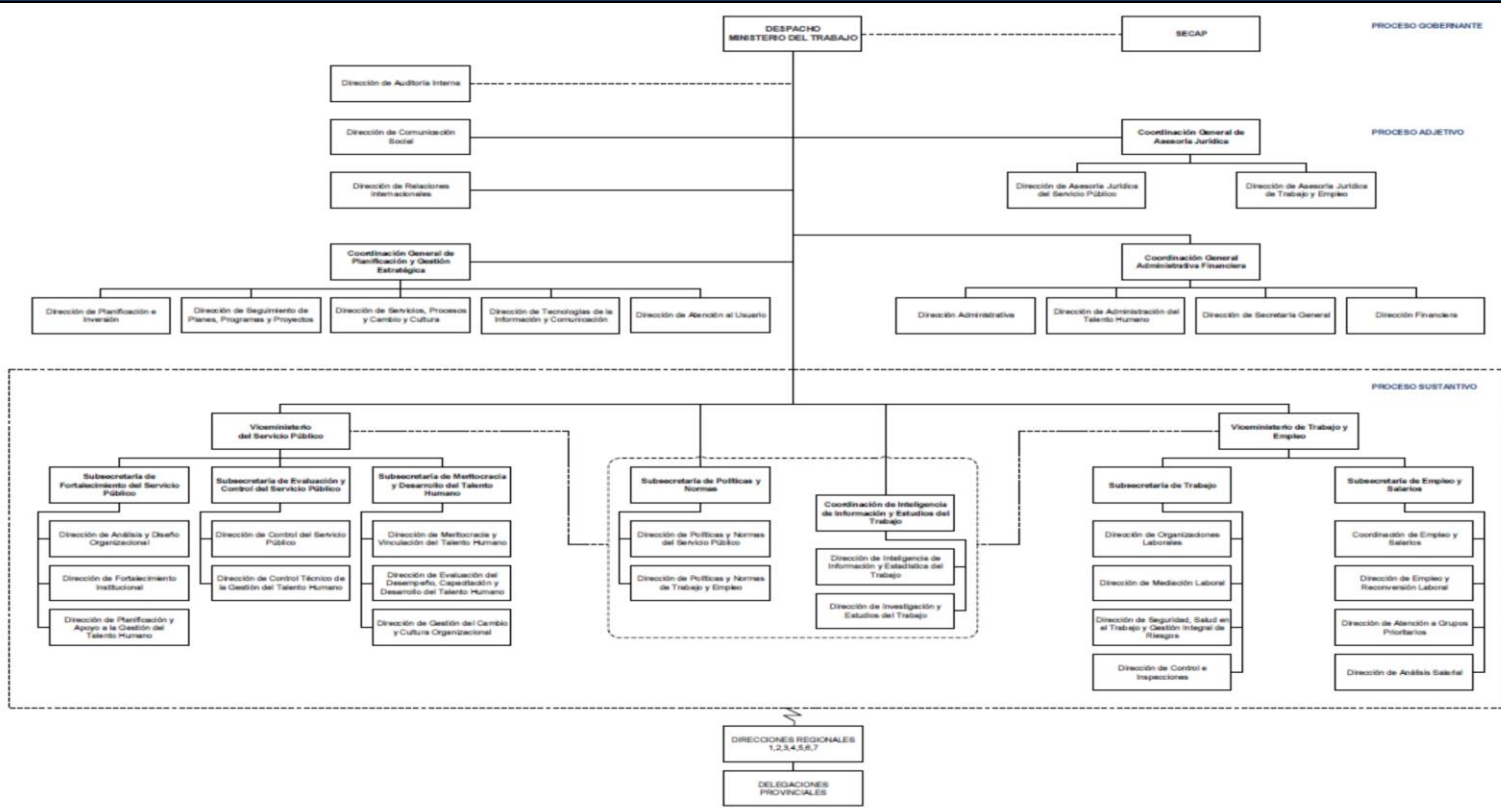 DESPACHO
MINISTERIO DEL TRABAJO
SECAP
PROCESO GOBERNANTE
Dirección de Auditoría Interna
Dirección de Comunicación
Social
Coordinación General de
Asesoría Jurídica
PROCESO ADJETIVO
Dirección de Relaciones
Internacionales
Dirección de Asesoría Jurídica
del Servicio Público
Dirección de Asesoría Jurídica
de Trabajo y Empleo
Coordinación General de
Planificación y Gestión
Estratégica
Coordinación General
Administrativa Financiera
Dirección de Planificación e
Inversión
Dirección de Seguimiento de
Planes, Programas y Proyectos
Dirección de Servicios, Procesos
y Cambio y Cultura
Dirección de Tecnologías de la
Información y Comunicación
Dirección de Atención al Usuario
Dirección Administrativa
Dirección de Administración del
Talento Humano
Dirección de Secretaría General
Dirección Financiera
PROCESO SUSTANTIVO
Viceministerio
del Servicio Público
Viceministerio de Trabajo y
Empleo
Subsecretaría de
Fortalecimiento del Servicio
Público
Subsecretaría de Evaluación y
Control del Servicio Público
Subsecretaría de Meritocracia
y Desarrollo del Talento
Humano
Subsecretaría de Políticas y
Normas
Coordinación de Inteligencia
de Información y Estudios del
Trabajo
Subsecretaría de Trabajo
Subsecretaría de Empleo y
Salarios
Dirección de Análisis y Diseño
Organizacional
Dirección de Control del Servicio
Público
Dirección de Meritocracia y
Vinculación del Talento Humano
Dirección de Políticas y Normas
del Servicio Público
Dirección de Inteligencia de
Información y Estadística del
Trabajo
Dirección de Organizaciones
Laborales
Coordinación de Empleo y
Salarios
Dirección de Fortalecimiento
Institucional
Dirección de Control Técnico de
la Gestión del Talento Humano
Dirección de Evaluación del
Desempeño, Capacitación y
Desarrollo del Talento Humano
Dirección de Políticas y Normas
de Trabajo y Empleo
Dirección de Investigación y
Estudios del Trabajo
Dirección de Mediación Laboral
Dirección de Empleo y
Reconversión Laboral
Dirección de Planificación y
Apoyo a la Gestión del
Talento Humano
Dirección de Gestión del Cambio
y Cultura Organizacional
Dirección de Seguridad, Salud en
el Trabajo y Gestión Integral de
Riesgos
Dirección de Atención a Grupos
Prioritarios
Dirección de Control e
Inspecciones
Dirección de Análisis Salarial
DIRECCIONES REGIONALES
1,2,3,4,5,6,7
DELEGACIONES
PROVINCIALES